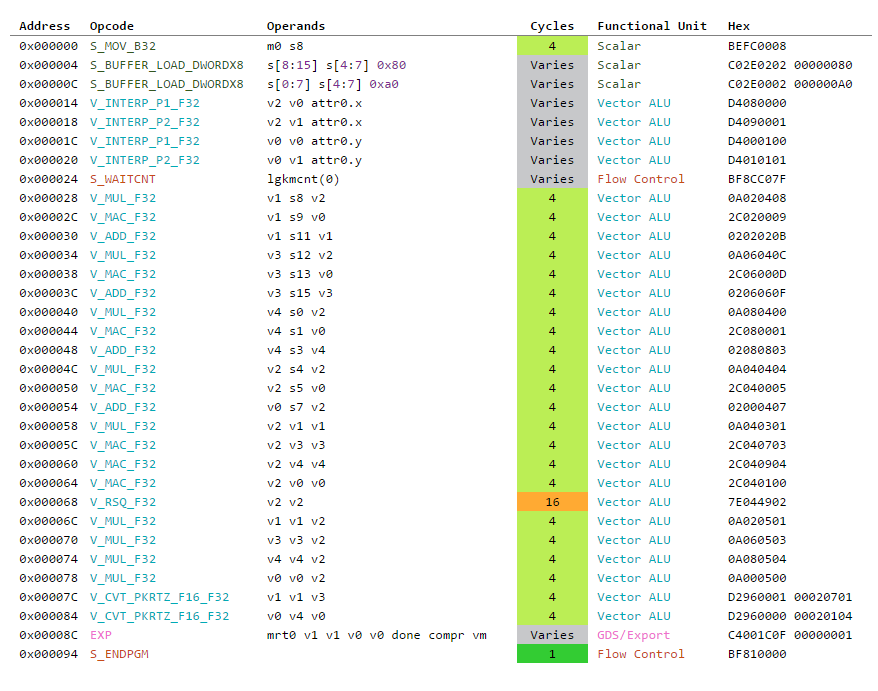 Address Opcode Operands Cycles Functional Unit Hex
0x000000 S_MOV_B32 m0 s8 4 Scalar BEFC0008
0x000004 S_BUFFER_LOAD_DWORDX8 s[8:15] s[4:7] 0x80 Varies Scalar C02E0202 00000080
0x00000C S_BUFFER_LOAD_DWORDX8 s[0:7] s[4:7] 0xa0 Varies Scalar C02E0002 000000A0
0x000014 V_INTERP_P1_F32 v2 v0 attr0.x Varies Vector ALU D4080000
0x000018 V_INTERP_P2_F32 v2 v1 attr0.x Varies Vector ALU D4090001
0x00001C V_INTERP_P1_F32 v0 v0 attr0.y Varies Vector ALU D4000100
0x000020 V_INTERP_P2_F32 v0 v1 attr0.y Varies Vector ALU D4010101
0x000024 S_WAITCNT lgkmcnt(0) Varies Flow Control BF8CC07F
0x000028 V_MUL_F32 v1 s8 v2 4 Vector ALU 0A020408
0x00002C V_MAC_F32 v1 s9 v0 4 Vector ALU 2C020009
0x000030 V_ADD_F32 v1 s11 v1 4 Vector ALU 0202020B
0x000034 V_MUL_F32 v3 s12 v2 4 Vector ALU 0A06040C
0x000038 V_MAC_F32 v3 s13 v0 4 Vector ALU 2C06000D
0x00003C V_ADD_F32 v3 s15 v3 4 Vector ALU 0206060F
0x000040 V_MUL_F32 v4 s0 v2 4 Vector ALU 0A080400
0x000044 V_MAC_F32 v4 s1 v0 4 Vector ALU 2C080001
0x000048 V_ADD_F32 v4 s3 v4 4 Vector ALU 02080803
0x00004C V_MUL_F32 v2 s4 v2 4 Vector ALU 0A040404
0x000050 V_MAC_F32 v2 s5 v0 4 Vector ALU 2C040005
0x000054 V_ADD_F32 v0 s7 v2 4 Vector ALU 02000407
0x000058 V_MUL_F32 v2 v1 v1 4 Vector ALU 0A040301
0x00005C V_MAC_F32 v2 v3 v3 4 Vector ALU 2C040703
0x000060 V_MAC_F32 v2 v4 v4 4 Vector ALU 2C040904
0x000064 V_MAC_F32 v2 v0 v0 4 Vector ALU 2C040100
0x000068 V_RSQ_F32 v2 v2 16 Vector ALU 7E044902
0x00006C V_MUL_F32 v1 v1 v2 4 Vector ALU 0A020501
0x000070 V_MUL_F32 v3 v3 v2 4 Vector ALU 0A060503
0x000074 V_MUL_F32 v4 v4 v2 4 Vector ALU 0A080504
0x000078 V_MUL_F32 v0 v0 v2 4 Vector ALU 0A000500
0x00007C V_CVT_PKRTZ_F16_F32 v1 v1 v3 4 Vector ALU D2960001 00020701
0x000084 V_CVT_PKRTZ_F16_F32 v0 v4 v0 4 Vector ALU D2960000 00020104
0x00008C EXP mrt0 v1 v1 v0 v0 done compr vm Varies GDS/Export C4001C0F 00000001
0x000094 S_ENDPGM 1 Flow Control BF810000